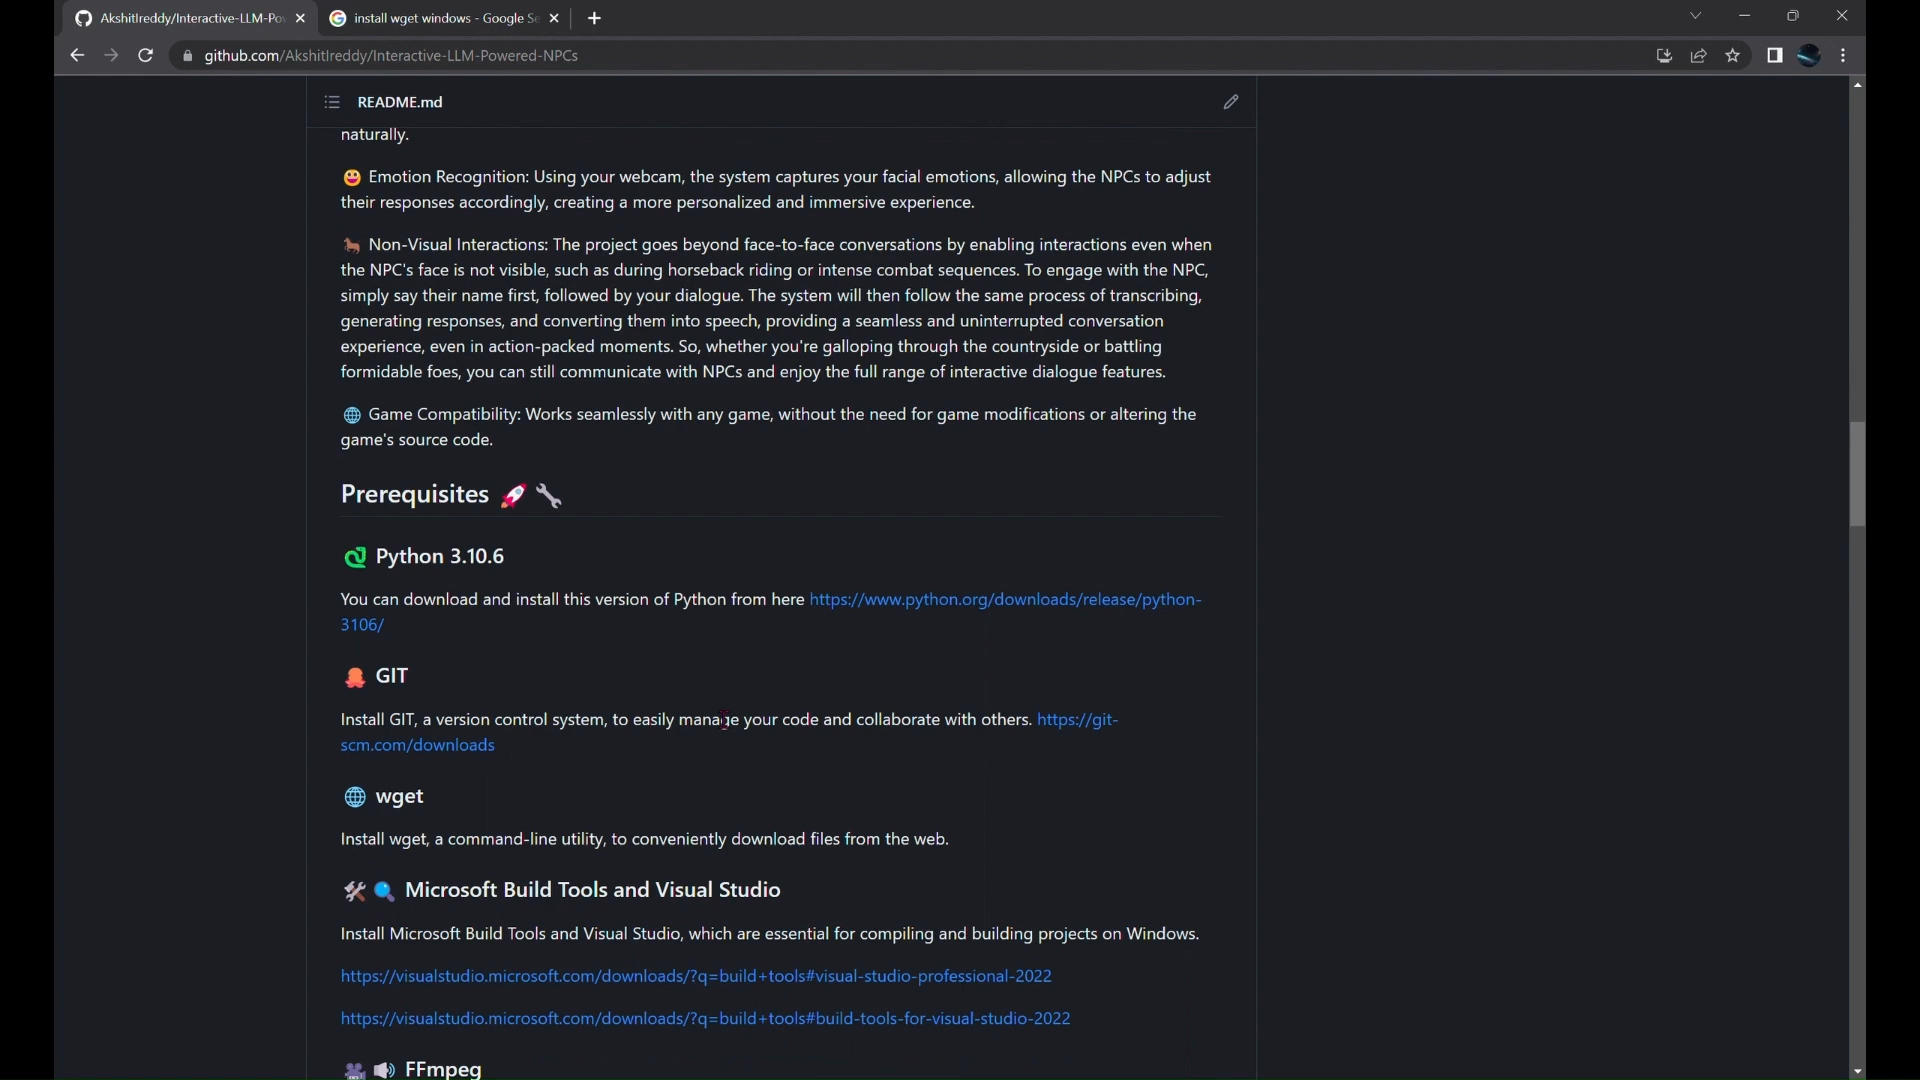 AkshitIreddy/Interactive-LLM-Po
install wget windows - Google Se
github.com/AkshitIreddy/Interactive-LLM-Powered-NPCs
README.md
naturally.
😀 Emotion Recognition: Using your webcam, the system captures your facial emotions, allowing the NPCs to adjust
their responses accordingly, creating a more personalized and immersive experience.
🐎 Non-Visual Interactions: The project goes beyond face-to-face conversations by enabling interactions even when
the NPC's face is not visible, such as during horseback riding or intense combat sequences. To engage with the NPC,
simply say their name first, followed by your dialogue. The system will then follow the same process of transcribing,
generating responses, and converting them into speech, providing a seamless and uninterrupted conversation
experience, even in action-packed moments. So, whether you're galloping through the countryside or battling
formidable foes, you can still communicate with NPCs and enjoy the full range of interactive dialogue features.
🌐 Game Compatibility: Works seamlessly with any game, without the need for game modifications or altering the
game's source code.
Prerequisites 🚀 🔧
Python 3.10.6
You can download and install this version of Python from here https://www.python.org/downloads/release/python-
3106/
GIT
Install GIT, a version control system, to easily manage your code and collaborate with others. https://git-
scm.com/downloads
🌐 wget
Install wget, a command-line utility, to conveniently download files from the web.
🛠️ 🔍 Microsoft Build Tools and Visual Studio
Install Microsoft Build Tools and Visual Studio, which are essential for compiling and building projects on Windows.
https://visualstudio.microsoft.com/downloads/?q=build+tools#visual-studio-professional-2022
https://visualstudio.microsoft.com/downloads/?q=build+tools#build-tools-for-visual-studio-2022
🎥 🔊 FFmpeg